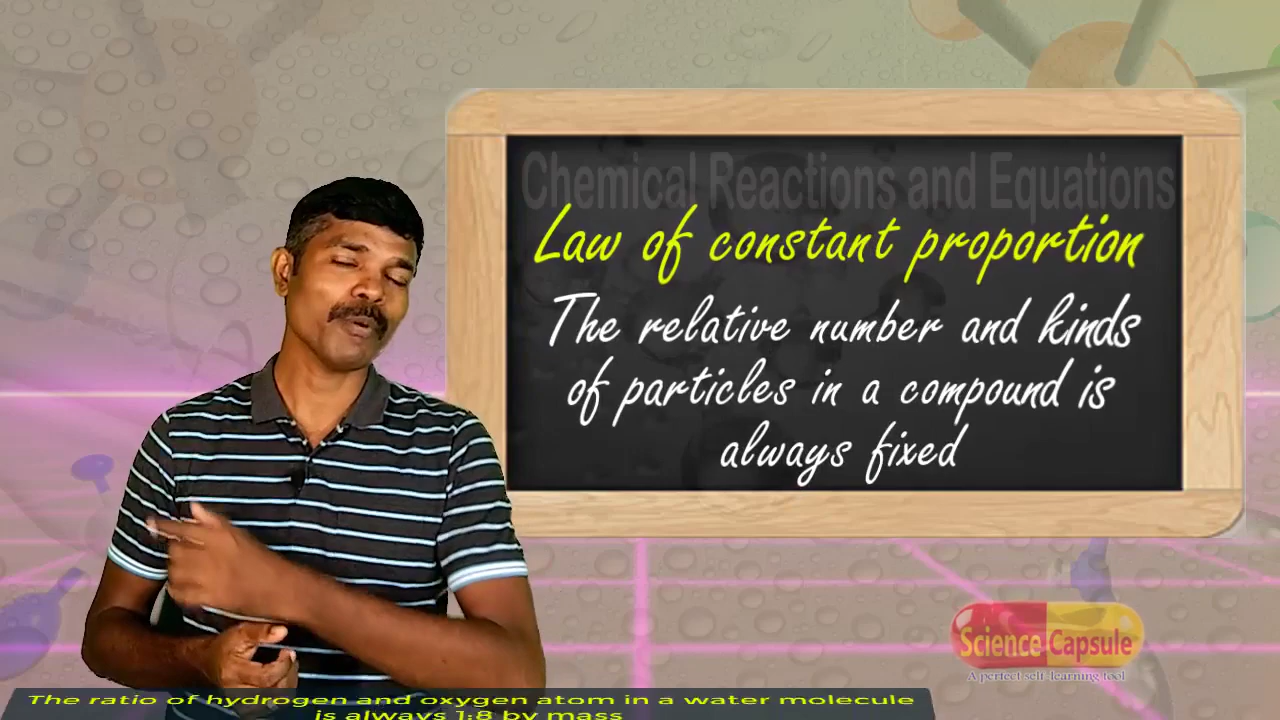 Chemical Reactions and Equations
Law of constant proportion
The relative number and kinds
of particles in a compound is
always fixed
Science Capsule
A perfect self-learning tool
The ratio of hydrogen and oxygen atom in a water molecule
is always 1:8 by mass